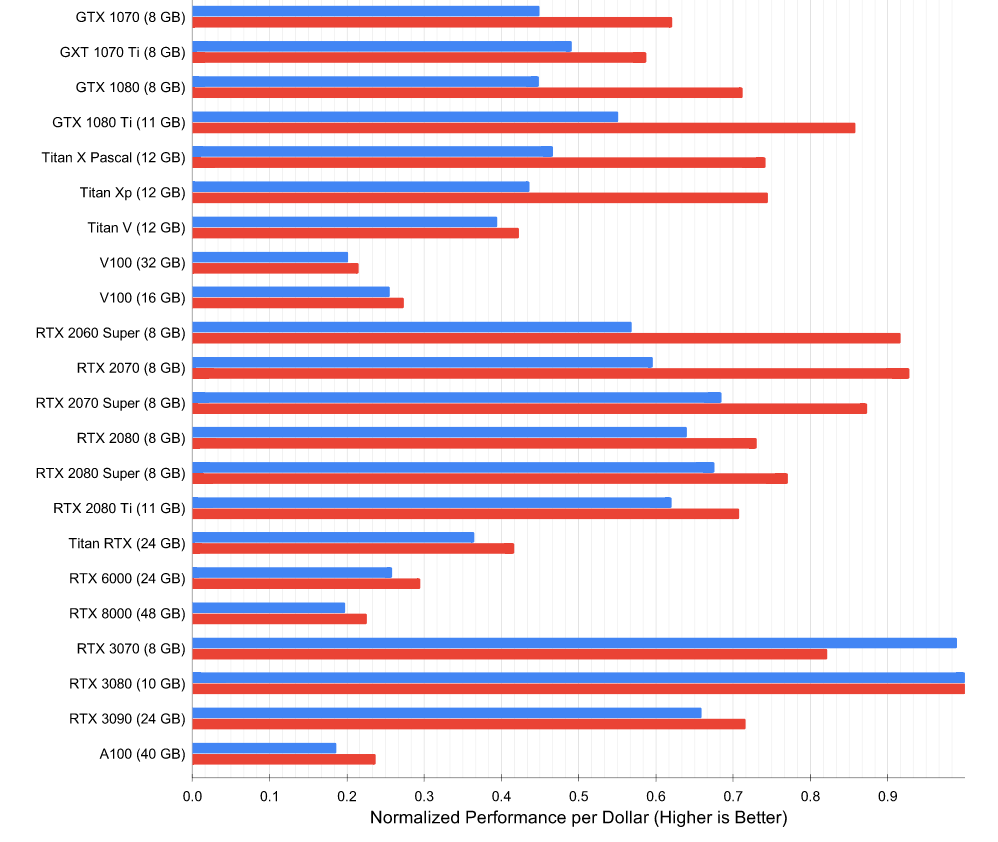 GTX 1070 (8 GB)
GXT 1070 Ti (8 GB)
GTX 1080 (8 GB)
GTX 1080 Ti (11 GB)
Titan X Pascal (12 GB)
Titan Xp (12 GB)
Titan V (12 GB)
V100 (32 GB)
V100 (16 GB)
RTX 2060 Super (8 GB)
RTX 2070 (8 GB)
RTX 2070 Super (8 GB)
RTX 2080 (8 GB)
RTX 2080 Super (8 GB)
RTX 2080 Ti (11 GB)
Titan RTX (24 GB)
RTX 6000 (24 GB)
RTX 8000 (48 GB)
RTX 3070 (8 GB)
RTX 3080 (10 GB)
RTX 3090 (24 GB)
A100 (40 GB)
0.0 0.1 0.2 0.3 0.4 0.5 0.6 0.7 0.8 0.9
Normalized Performance per Dollar (Higher is Better)